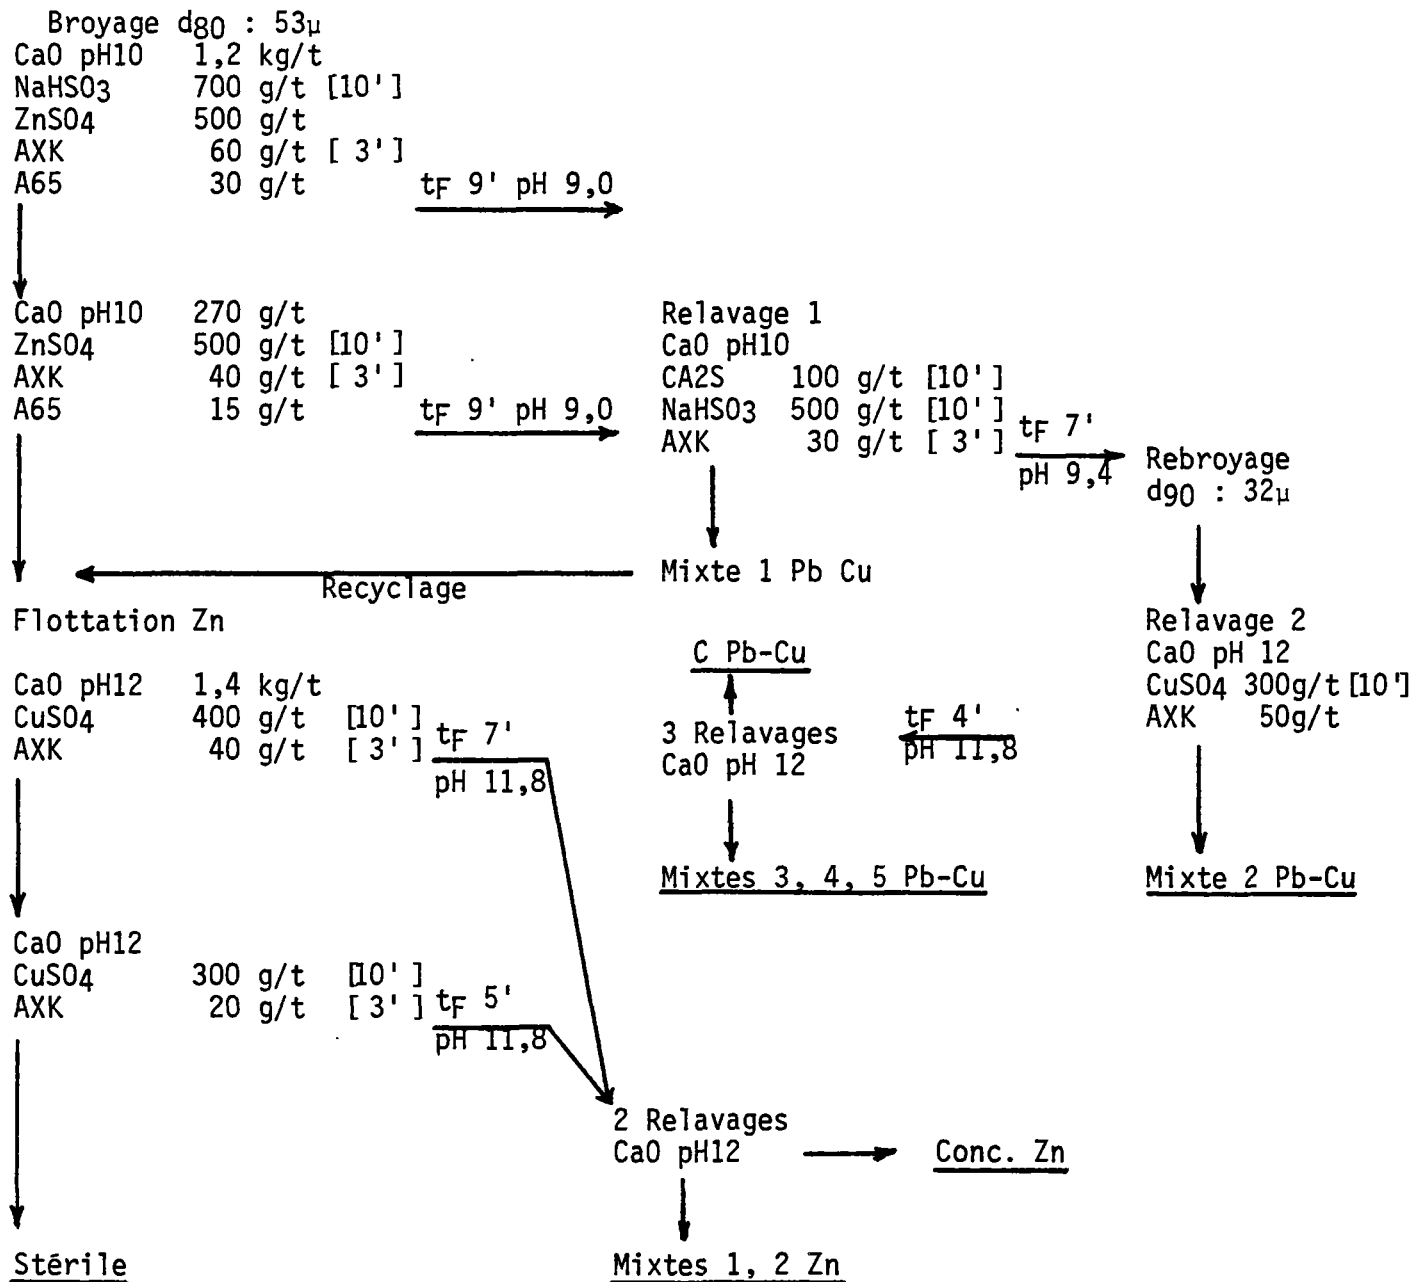 Broyage d80 : 53μ
CaO pH10 1,2 kg/t
NaHSO3 700 g/t [10']
ZnSO4 500 g/t
AXK 60 g/t [ 3']
A65 30 g/t
tF 9' pH 9,0
CaO pH10 270 g/t
ZnSO4 500 g/t [10']
AXK 40 g/t [ 3']
A65 15 g/t
tF 9' pH 9,0
Relavage 1
CaO pH10
CA2S 100 g/t [10']
NaHSO3 500 g/t [10']
AXK 30 g/t [ 3']
tF 7'
pH 9,4
Rebroyage
d90 : 32μ
Mixte 1 Pb Cu
Recyclage
Flottation Zn
Relavage 2
CaO pH 12
CuSO4 300g/t [10']
AXK 50g/t
C Pb-Cu
tF 4'
pH 11,8
3 Relavages
CaO pH 12
CaO pH12 1,4 kg/t
CuSO4 400 g/t [10']
AXK 40 g/t [ 3']
tF 7'
pH 11,8
Mixtes 3, 4, 5 Pb-Cu
Mixte 2 Pb-Cu
CaO pH12
CuSO4 300 g/t [10']
AXK 20 g/t [ 3']
tF 5'
pH 11,8
2 Relavages
CaO pH12
Conc. Zn
Stérile
Mixtes 1, 2 Zn